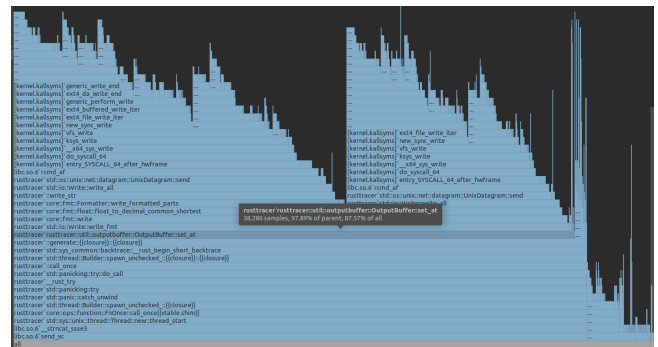 [kernel.kallsyms]`generic_write_end
[kernel.kallsyms]`ext4_da_write_end
[kernel.kallsyms]`generic_perform_write
[kernel.kallsyms]`ext4_buffered_write_iter
[kernel.kallsyms]`ext4_file_write_iter
[kernel.kallsyms]`new_sync_write
[kernel.kallsyms]`vfs_write
[kernel.kallsyms]`ksys_write
[kernel.kallsyms]`__x64_sys_write
[kernel.kallsyms]`do_syscall_64
[kernel.kallsyms]`entry_SYSCALL_64_after_hwframe
libc.so.6`rcmd_af
rusttracer`std::os::unix::net::datagram::UnixDatagram::send
rusttracer`std::io::Write::write_all
rusttracer`::write_str
rusttracer`core::fmt::Formatter::write_formatted_parts
rusttracer`core::fmt::float::float_to_decimal_common_shortest
rusttracer`core::fmt::write
rusttracer`std::io::Write::write_fmt
rusttracer`rusttracer::util::outputbuffer::OutputBuffer::set_at
rusttracer`::generate::{{closure}}::{{closure}}
rusttracer`std::sys_common::backtrace::__rust_begin_short_backtrace
rusttracer`std::thread::Builder::spawn_unchecked_::{{closure}}::{{closure}}
rusttracer`::call_once
rusttracer`std::panicking::try::do_call
rusttracer`__rust_try
rusttracer`std::panicking::try
rusttracer`std::panic::catch_unwind
rusttracer`std::thread::Builder::spawn_unchecked_::{{closure}}
rusttracer`core::ops::function::FnOnce::call_once{{vtable.shim}}
rusttracer`std::sys::unix::thread::Thread::new::thread_start
libc.so.6`__strncat_ssse3
libc.so.6`send_vc
all
[kernel.kallsyms]`ext4_file_write_iter
[kernel.kallsyms]`new_sync_write
[kernel.kallsyms]`vfs_write
[kernel.kallsyms]`ksys_write
[kernel.kallsyms]`__x64_sys_write
[kernel.kallsyms]`do_syscall_64
[kernel.kallsyms]`entry_SYSCALL_64_after_hwframe
libc.so.6`rcmd_af
rusttracer`std::os::unix::net::datagram::UnixDatagram::send
rusttracer`rusttracer::util::outputbuffer::OutputBuffer::set_at
38,286 samples, 97.89% of parent, 87.57% of all